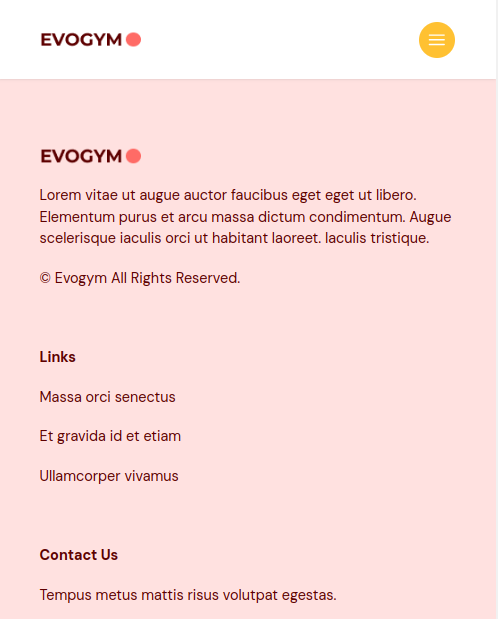 EVOGYM
EVOGYM
Lorem vitae ut augue auctor faucibus eget eget ut libero.
Elementum purus et arcu massa dictum condimentum. Augue
scelerisque iaculis orci ut habitant laoreet. Iaculis tristique.
© Evogym All Rights Reserved.
Links
Massa orci senectus
Et gravida id et etiam
Ullamcorper vivamus
Contact Us
Tempus metus mattis risus volutpat egestas.